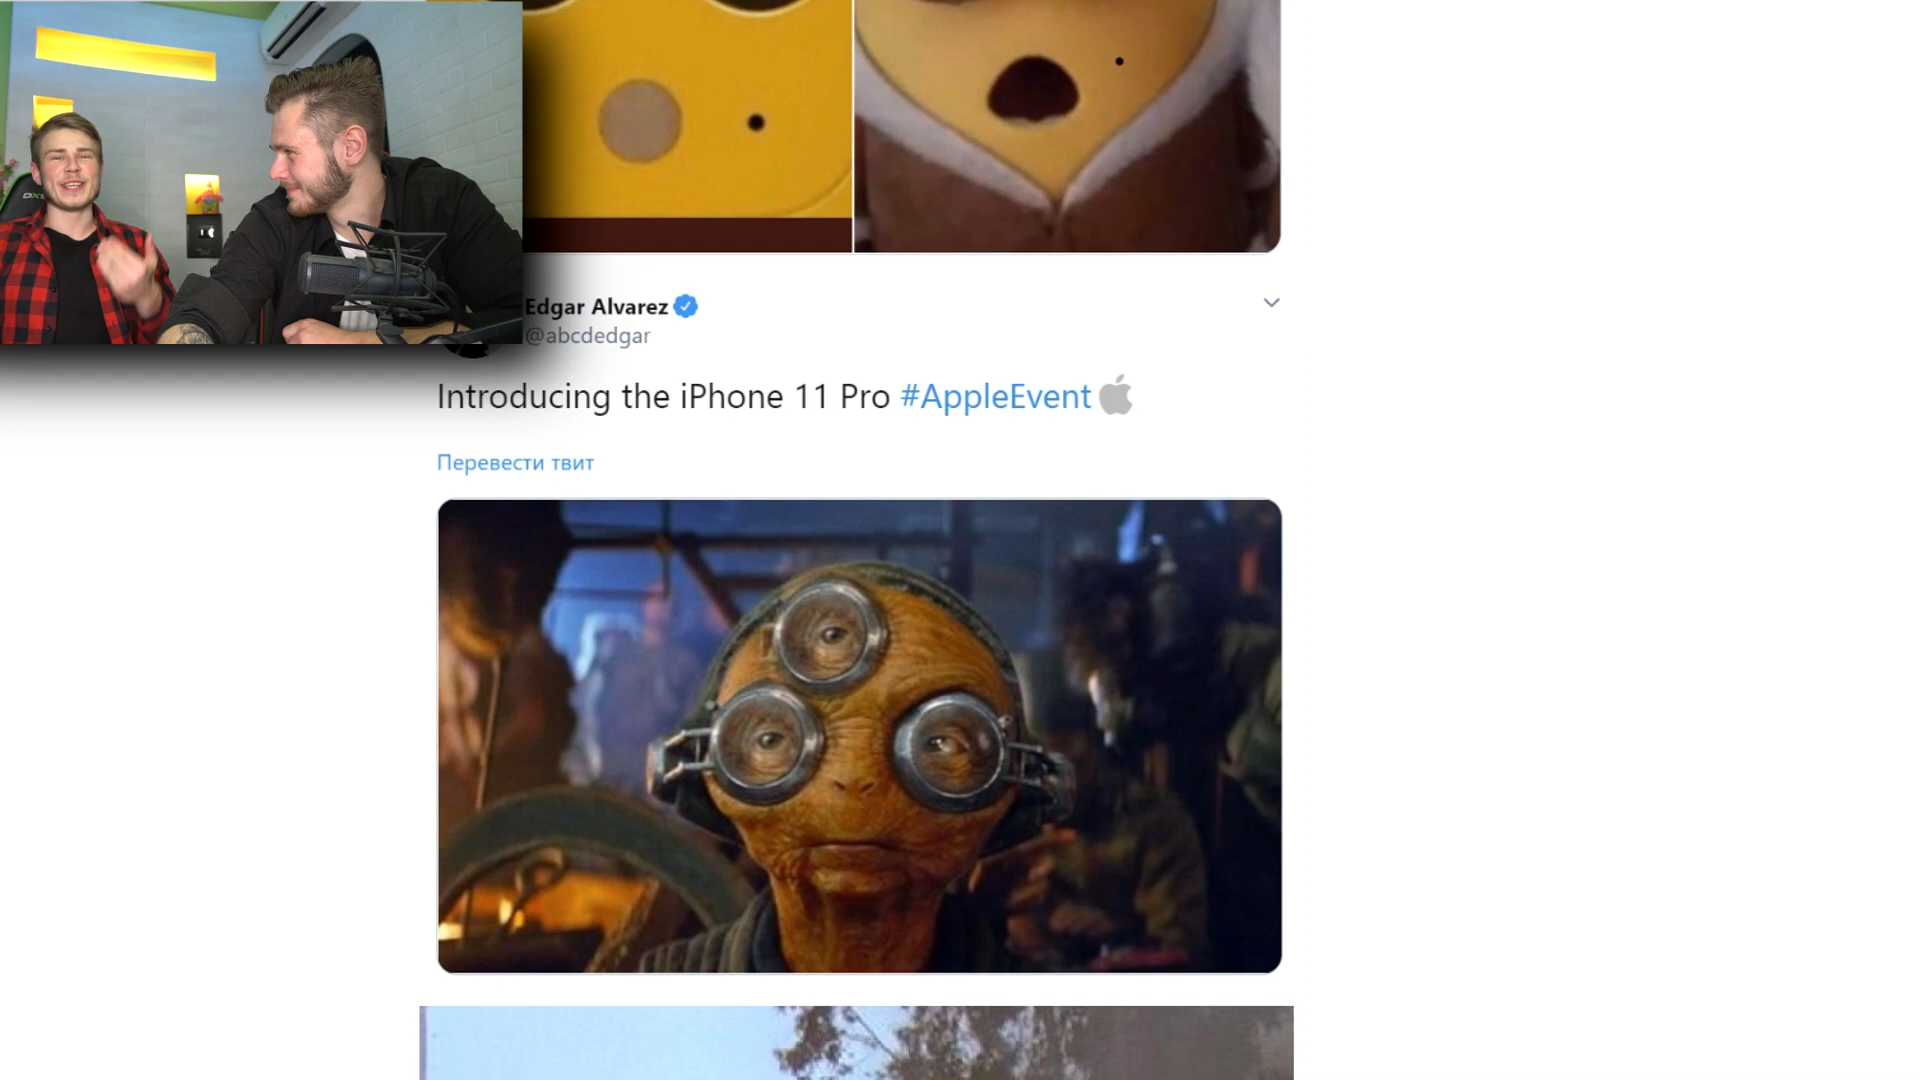 Edgar Alvarez
@abcdedgar
Introducing the iPhone 11 Pro #AppleEvent
Перевести твит